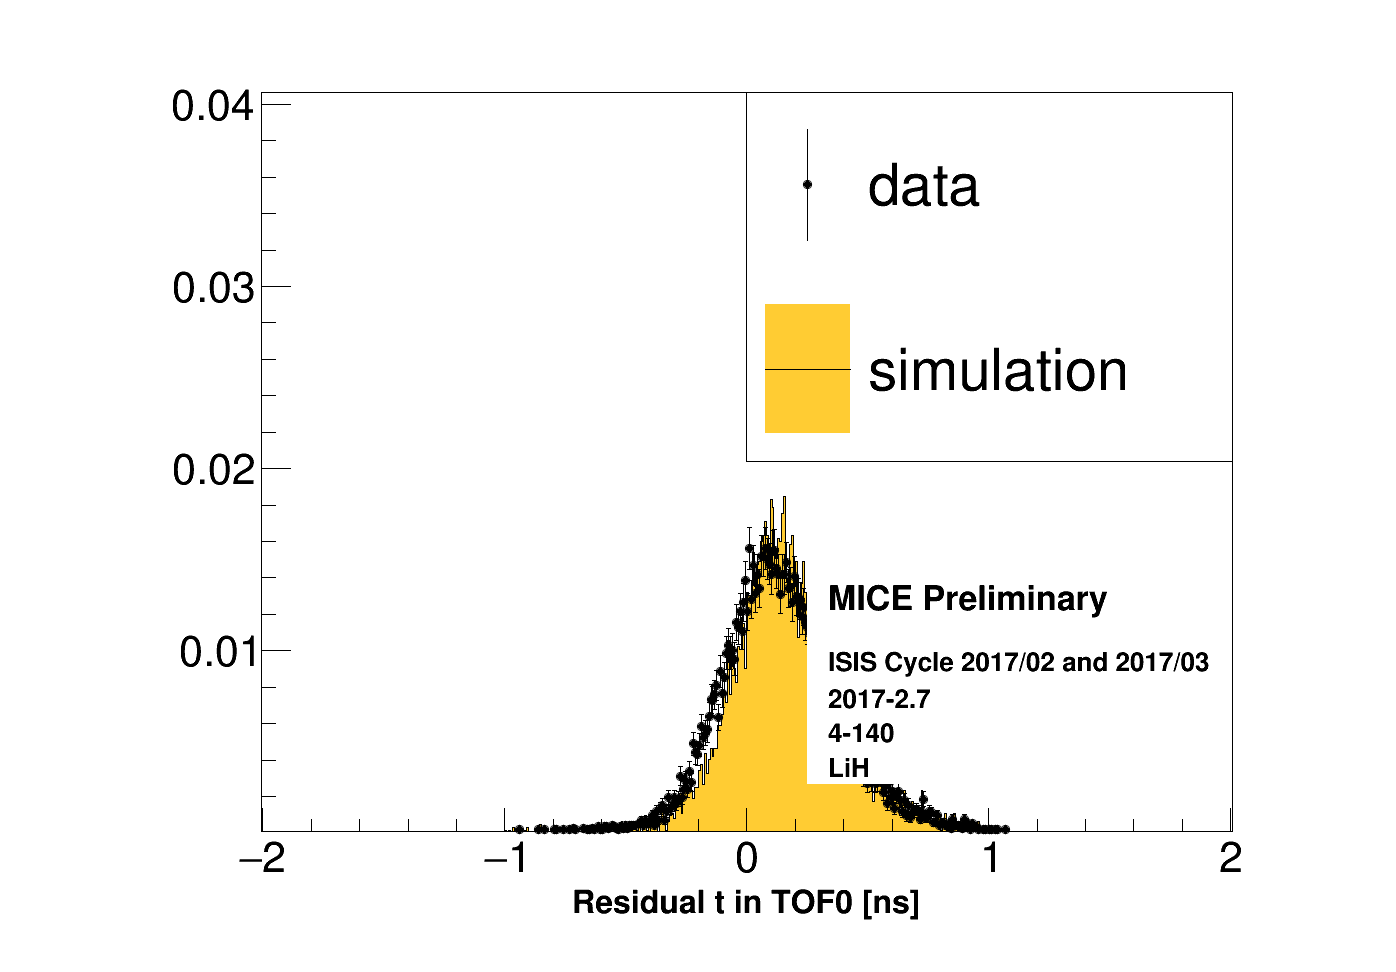 0.04
0.03
0.02
0.01
data
simulation
MICE Preliminary
ISIS Cycle 2017/02 and 2017/03
2017-2.7
4-140
LiH
−2 −1 0 1 2
Residual t in TOF0 [ns]